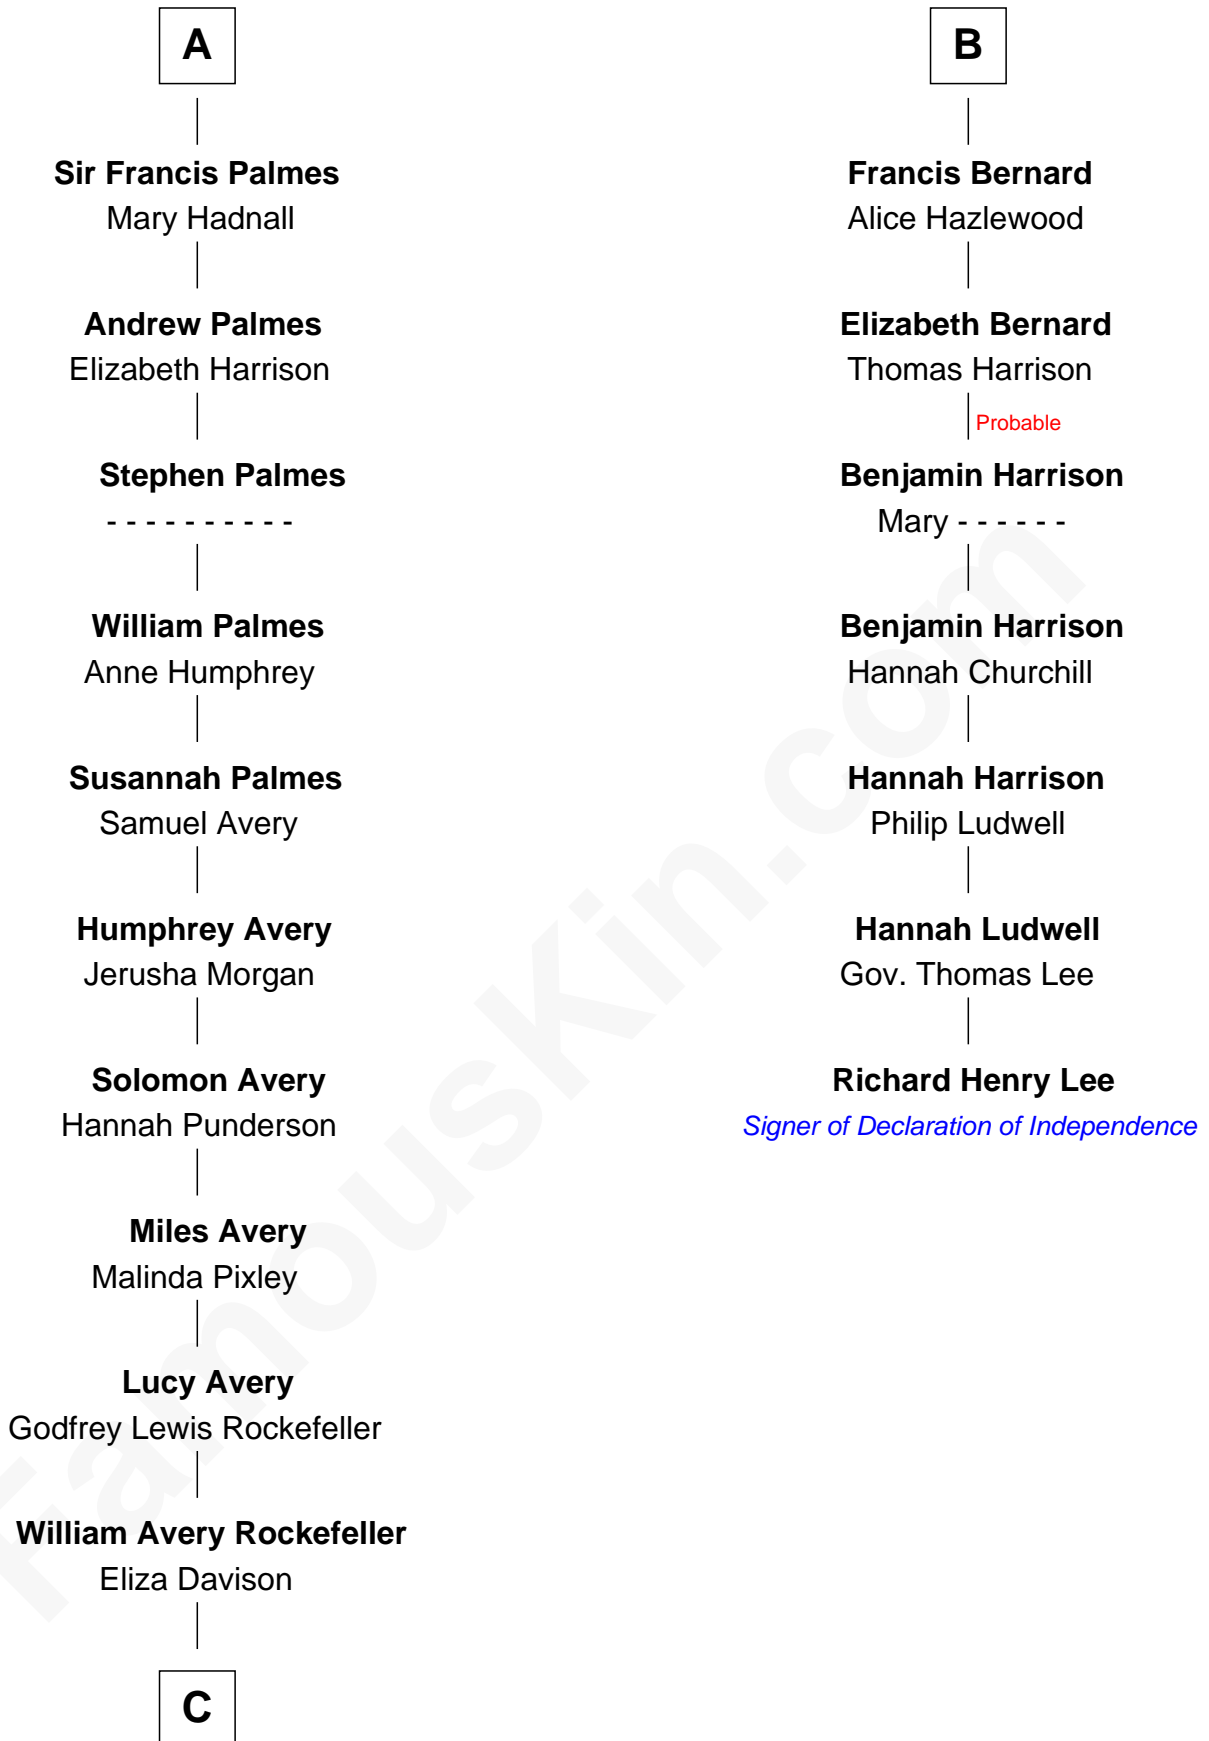 A
Sir Francis Palmes
Mary Hadnall
Andrew Palmes
Elizabeth Harrison
Stephen Palmes
- - - - - - - - - -
William Palmes
Anne Humphrey
Susannah Palmes
Samuel Avery
Humphrey Avery
Jerusha Morgan
Solomon Avery
Hannah Punderson
Miles Avery
Malinda Pixley
Lucy Avery
Godfrey Lewis Rockefeller
William Avery Rockefeller
Eliza Davison
C
B
Francis Bernard
Alice Hazlewood
Elizabeth Bernard
Thomas Harrison
Probable
Benjamin Harrison
Mary - - - - - -
Benjamin Harrison
Hannah Churchill
Hannah Harrison
Philip Ludwell
Hannah Ludwell
Gov. Thomas Lee
Richard Henry Lee
Signer of Declaration of Independence
FamousKin.com